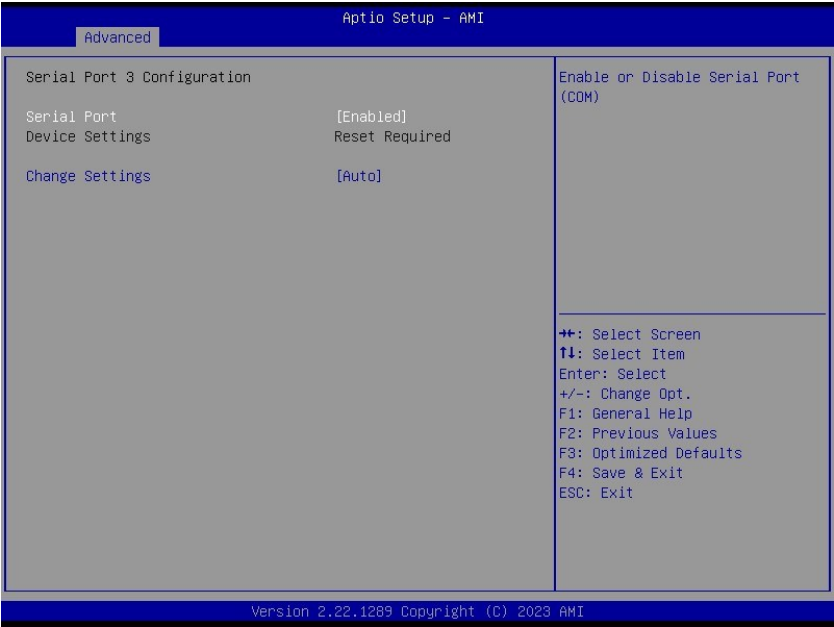 Aptio Setup - AMI
Advanced
Serial Port 3 Configuration
Serial Port [Enabled]
Device Settings Reset Required
Change Settings [Auto]
Enable or Disable Serial Port
(COM)
→←: Select Screen
↑↓: Select Item
Enter: Select
+/-: Change Opt.
F1: General Help
F2: Previous Values
F3: Optimized Defaults
F4: Save & Exit
ESC: Exit
Version 2.22.1289 Copyright (C) 2023 AMI